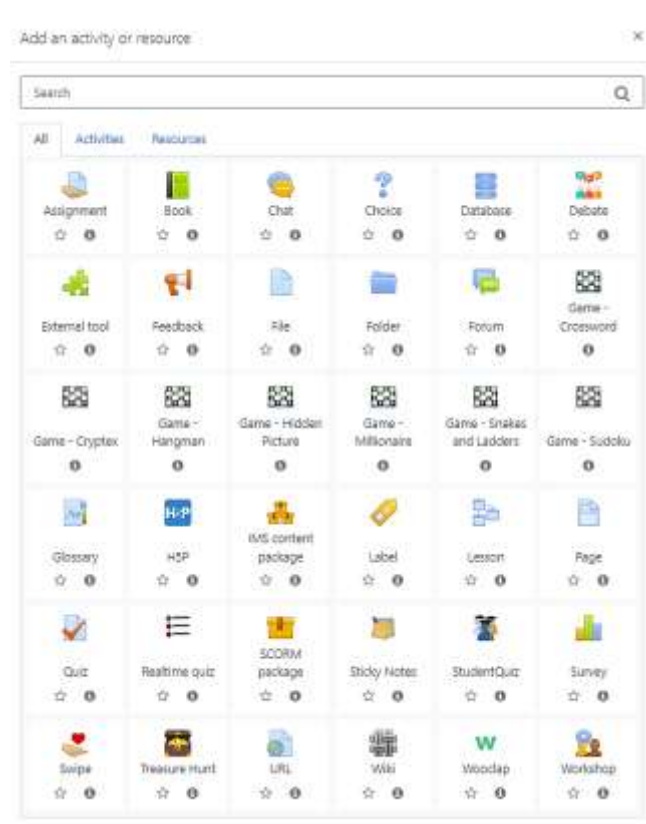 Add an activity or resource
×
Search
All Activities Resources
Assignment Book Chat Choice Database Debate
External tool Feedback File Folder Forum Game - Crossword
Game - Cryptex Game - Hangman Game - Hidden Picture Game - Millionaire Game - Snakes and Ladders Game - Sudoku
Glossary H5P H5P IMS content package Label Lesson Page
Quiz Realtime quiz SCORM package Sticky Notes StudentQuiz Survey
Swipe Treasure Hunt URL Wiki W Wooclap Workshop